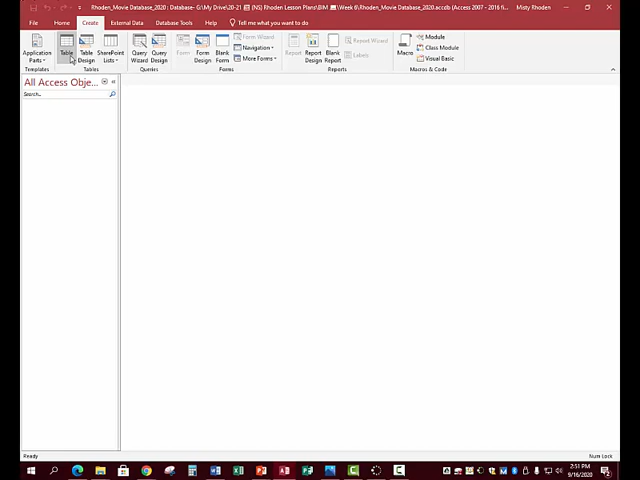 Rhoden_Movie Database_2020 : Database- G:\My Drive\20-21 (NS) Rhoden Lesson Plans\BIM Week 6\Rhoden_Movie Database_2020.accdb (Access 2007 - 2016 fi... Misty Rhoden
File Home Create External Data Database Tools Help Tell me what you want to do
Application Parts Table Table Design SharePoint Lists Query Wizard Query Design Form Form Design Blank Form Form Wizard Navigation More Forms Report Report Design Blank Report Report Wizard Labels Macro Module Class Module Visual Basic
Templates Tables Queries Forms Reports Macros & Code
All Access Obje...
Search...
Ready Num Lock
2:51 PM
9/16/2020